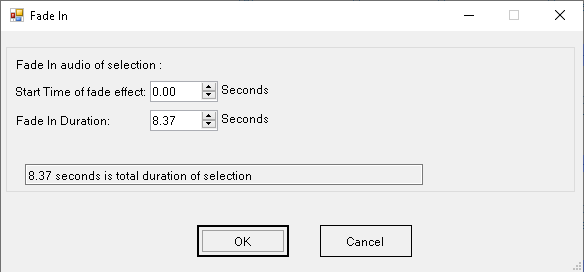 Fade In
Fade In audio of selection :
Start Time of fade effect: 0.00 Seconds
Fade In Duration: 8.37 Seconds
8.37 seconds is total duration of selection
OK Cancel